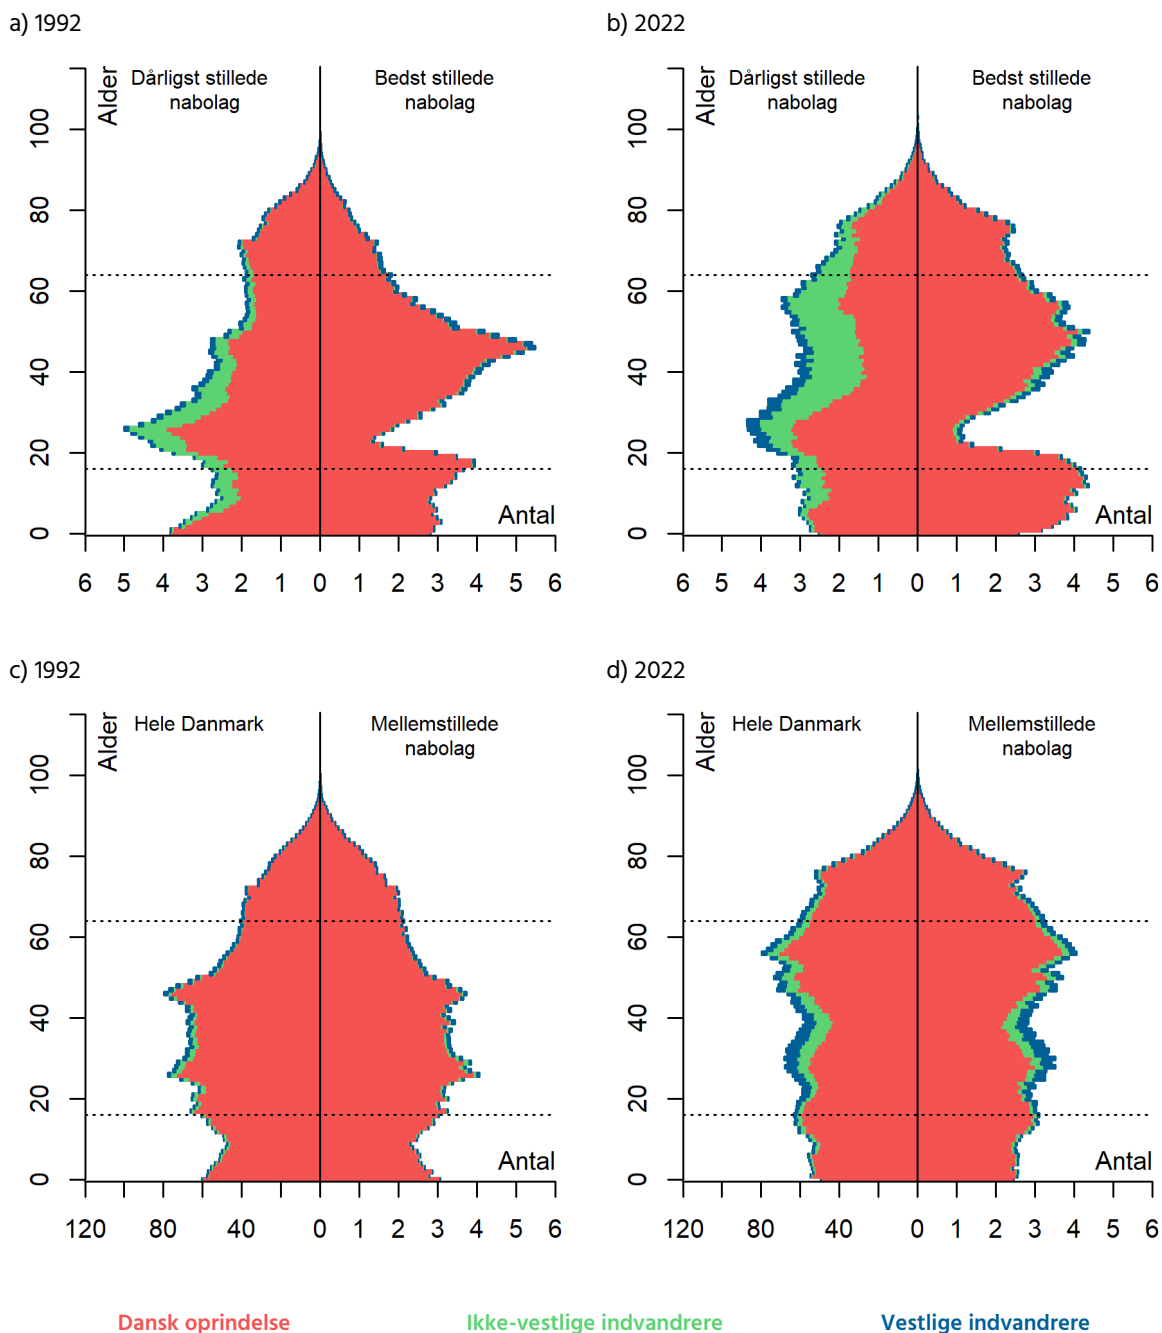 a) 1992
Alder
Dårligst stillede
nabolag
Bedst stillede
nabolag
100
80
60
40
20
0
Antal
6 5 4 3 2 1 0 1 2 3 4 5 6
b) 2022
Alder
Dårligst stillede
nabolag
Bedst stillede
nabolag
100
80
60
40
20
0
Antal
6 5 4 3 2 1 0 1 2 3 4 5 6
c) 1992
Alder
Hele Danmark
Mellemstillede
nabolag
100
80
60
40
20
0
Antal
120 80 40 0 1 2 3 4 5 6
d) 2022
Alder
Hele Danmark
Mellemstillede
nabolag
100
80
60
40
20
0
Antal
120 80 40 0 1 2 3 4 5 6
Dansk oprindelse
Ikke-vestlige indvandrere
Vestlige indvandrere